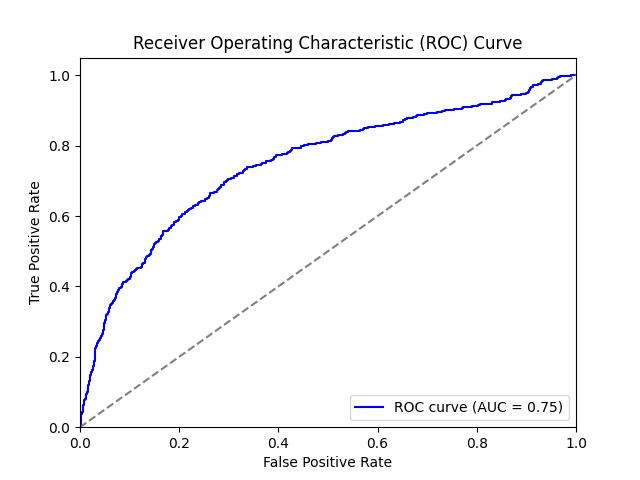 Receiver Operating Characteristic (ROC) Curve
True Positive Rate
1.0
0.8
0.6
0.4
0.2
0.0
0.0 0.2 0.4 0.6 0.8 1.0
False Positive Rate
ROC curve (AUC = 0.75)